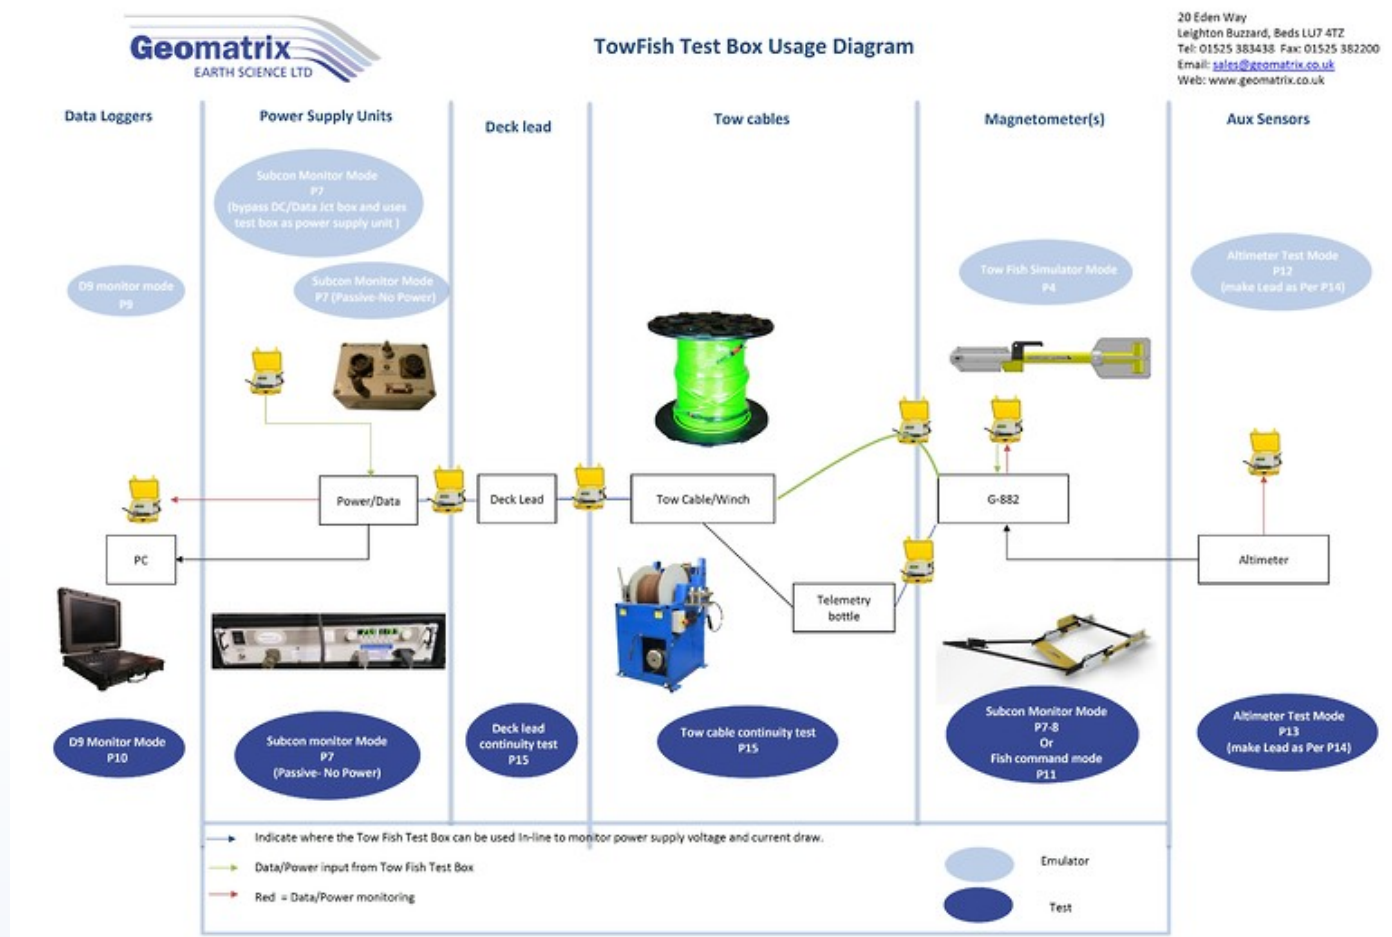 Geomatrix
EARTH SCIENCE LTD
TowFish Test Box Usage Diagram
20 Eden Way
Leighton Buzzard, Beds LU7 4TZ
Tel: 01525 383438 Fax: 01525 382200
Email: sales@geomatrix.co.uk
Web: www.geomatrix.co.uk
Data Loggers
Power Supply Units
Deck lead
Tow cables
Magnetometer(s)
Aux Sensors
Subcon Monitor Mode
P7
(bypass DC/Data Jct box and uses
test box as power supply unit )
D9 monitor mode
P9
Subcon Monitor Mode
P7 (Passive-No Power)
Tow Fish Simulator Mode
P4
Altimeter Test Mode
P12
(make Lead as Per P14)
Power/Data
Deck Lead
Tow Cable/Winch
G-882
PC
Altimeter
Telemetry
bottle
D9 Monitor Mode
P10
Subcon monitor Mode
P7
(Passive- No Power)
Deck lead
continuity test
P15
Tow cable continuity test
P15
Subcon Monitor Mode
P7-8
Or
Fish command mode
P11
Altimeter Test Mode
P13
(make Lead as Per P14)
Indicate where the Tow Fish Test Box can be used In-line to monitor power supply voltage and current draw.
Data/Power input from Tow Fish Test Box
Red = Data/Power monitoring
Emulator
Test